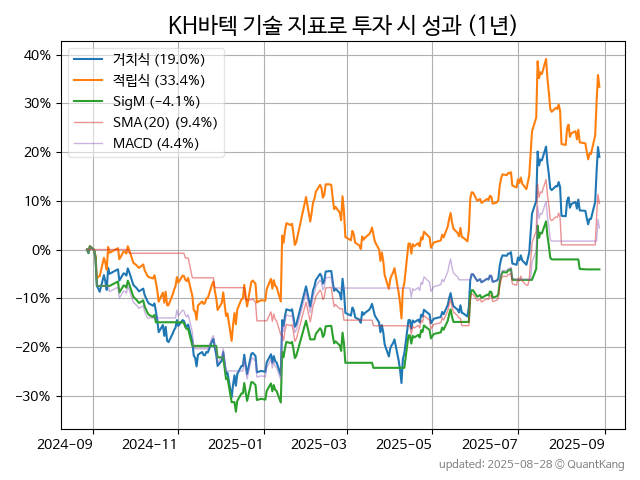 KH바텍 기술 지표로 투자 시 성과 (1년)
거치식 (19.0%)
적립식 (33.4%)
SigM (−4.1%)
SMA(20) (9.4%)
MACD (4.4%)
40%
30%
20%
10%
0%
−10%
−20%
−30%
2024-09
2024-11
2025-01
2025-03
2025-05
2025-07
2025-09
updated: 2025-08-28 © QuantKang